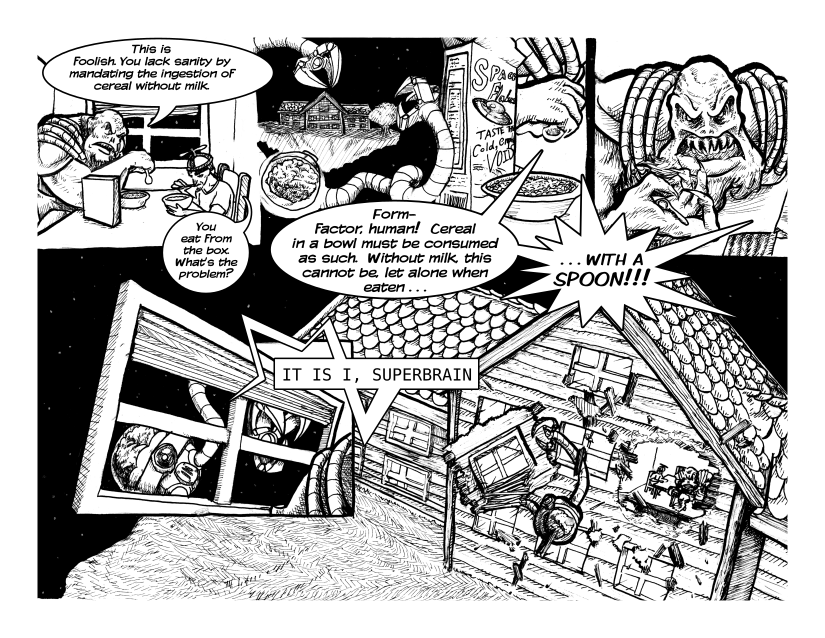 This is
Foolish. You lack sanity by
mandating the ingestion of
cereal without milk.
You
eat from
the box.
What's the
problem?
SPA
Flakes
TASTE
Cold,
VOID
Form-
Factor, human! Cereal
in a bowl must be consumed
as such. Without milk, this
cannot be, let alone when
eaten...
...WITH A
SPOON!!!
IT IS I, SUPERBRAIN